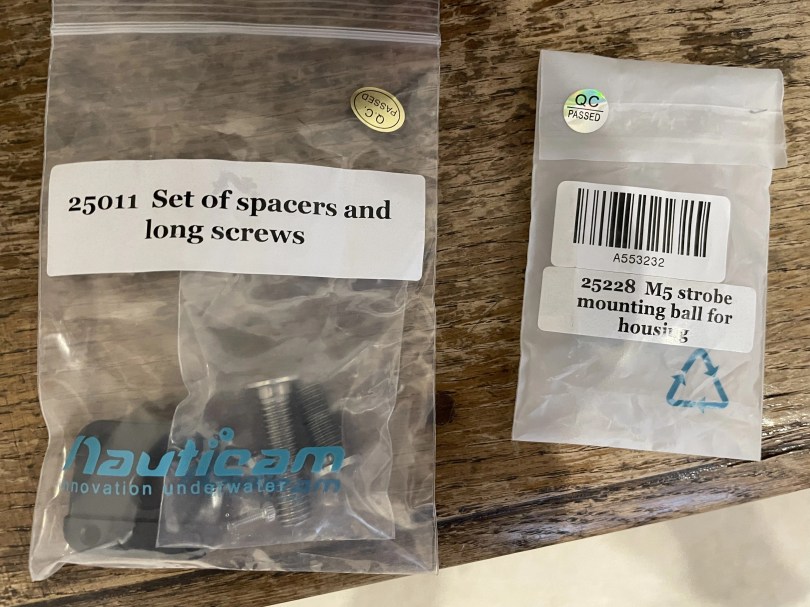 Q.C.
PASSED
25011 Set of spacers and
long screws
nauticam
innovation underwater
QC
PASSED
A553232
25228 M5 strobe
mounting ball for
housing